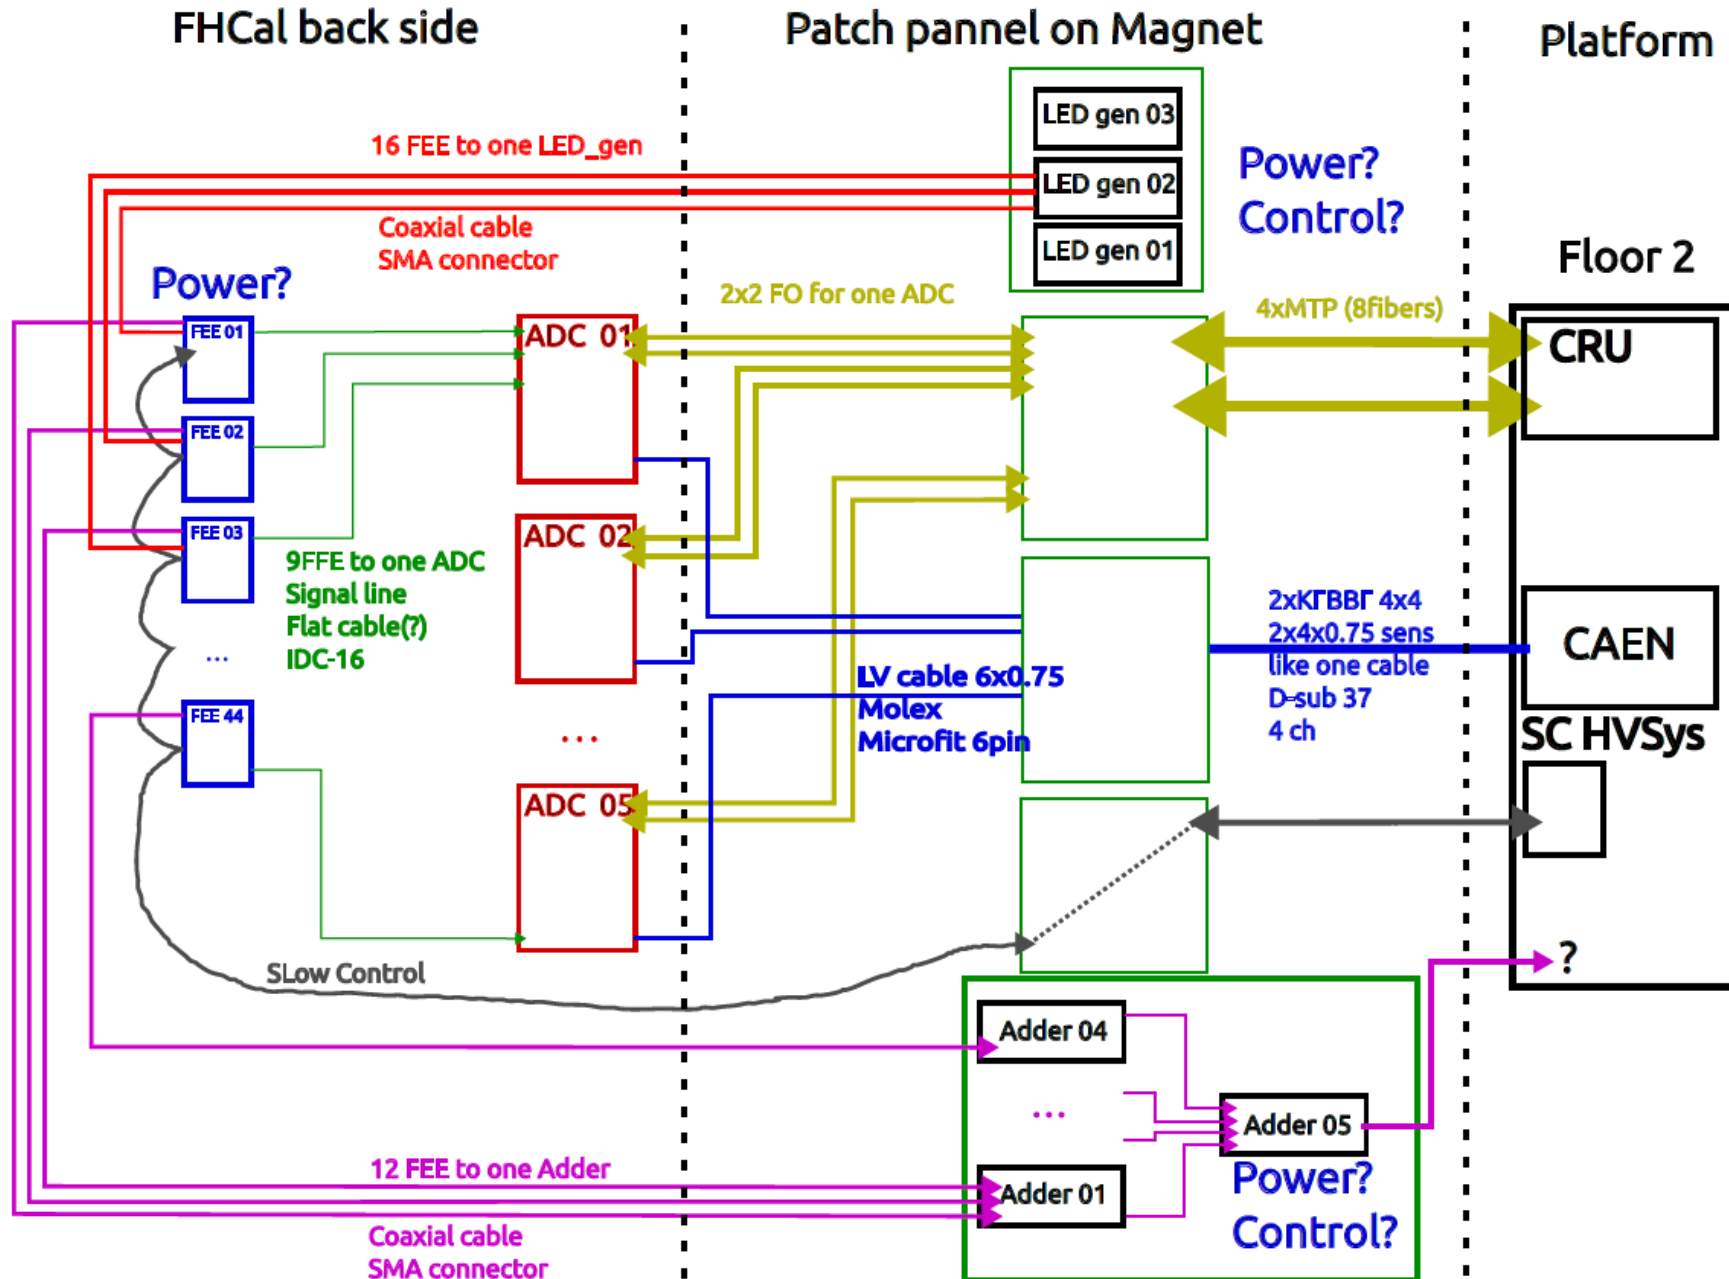 FHCal back side
Patch pannel on Magnet
Platform
LED gen 03
LED gen 02
LED gen 01
Power?
Control?
16 FEE to one LED_gen
Coaxial cable
SMA connector
Power?
2x2 FO for one ADC
4xMTP (8fibers)
Floor 2
FEE 01
FEE 02
FEE 03
...
FEE 44
ADC 01
ADC 02
...
ADC 05
CRU
9FFE to one ADC
Signal line
Flat cable(?)
IDC-16
LV cable 6x0.75
Molex
Microfit 6pin
2xКГВВГ 4x4
2x4x0.75 sens
like one cable
D-sub 37
4 ch
CAEN
SC HVSys
SLow Control
?
Adder 04
...
Adder 05
Adder 01
Power?
Control?
12 FEE to one Adder
Coaxial cable
SMA connector